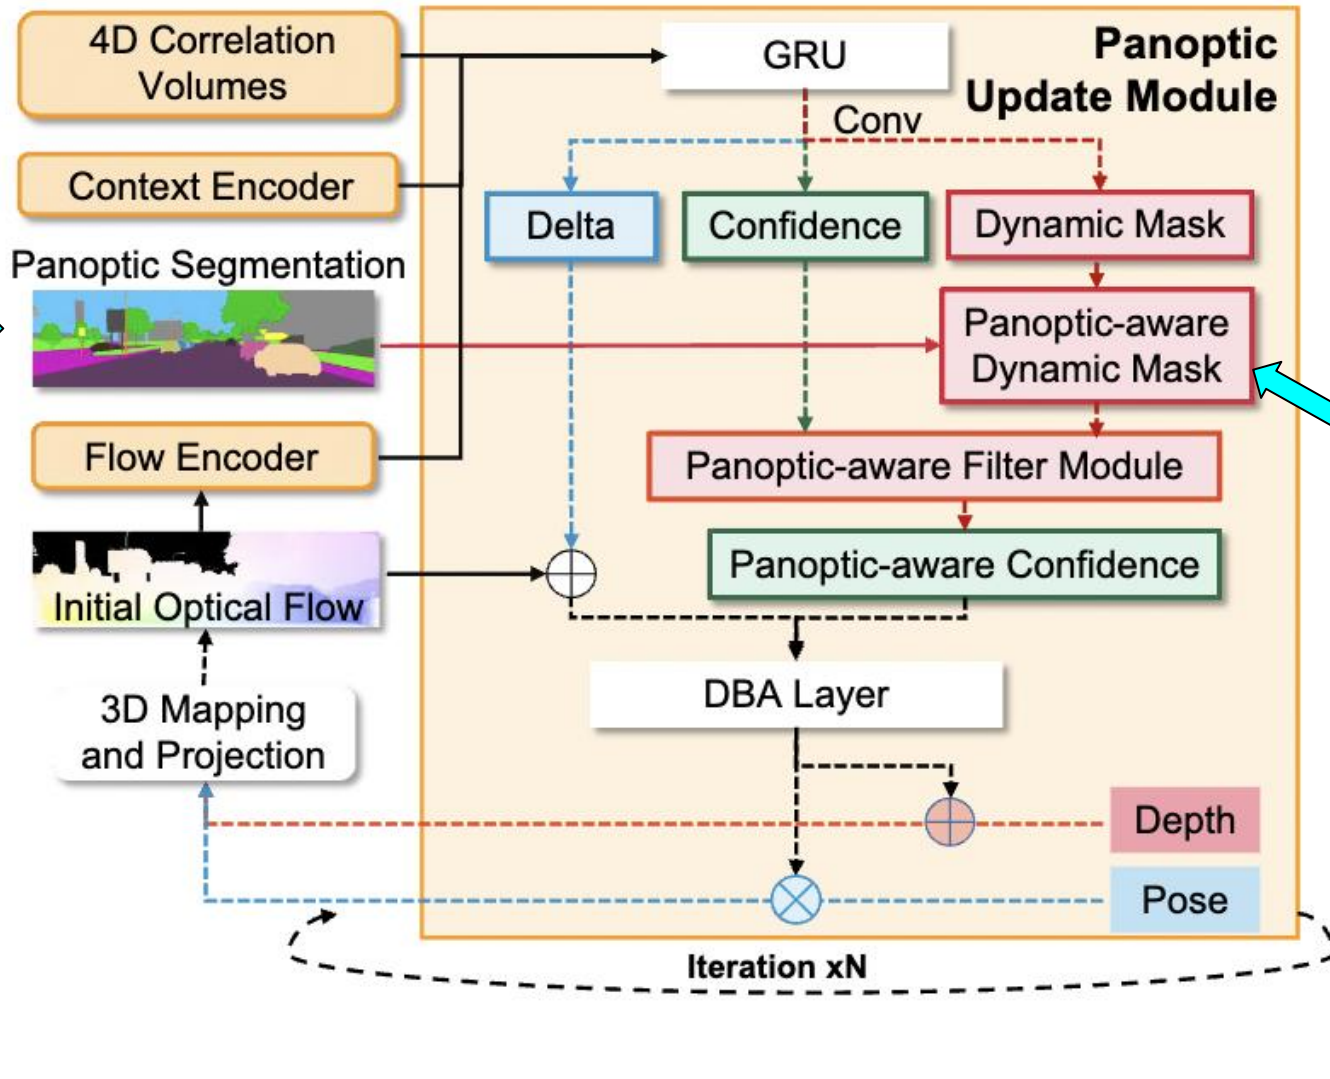 4D Correlation
Volumes
GRU
Panoptic
Update Module
Conv
Context Encoder
Delta
Confidence
Dynamic Mask
Panoptic Segmentation
Panoptic-aware
Dynamic Mask
Flow Encoder
Panoptic-aware Filter Module
Panoptic-aware Confidence
Initial Optical Flow
DBA Layer
3D Mapping
and Projection
Depth
Pose
Iteration xN